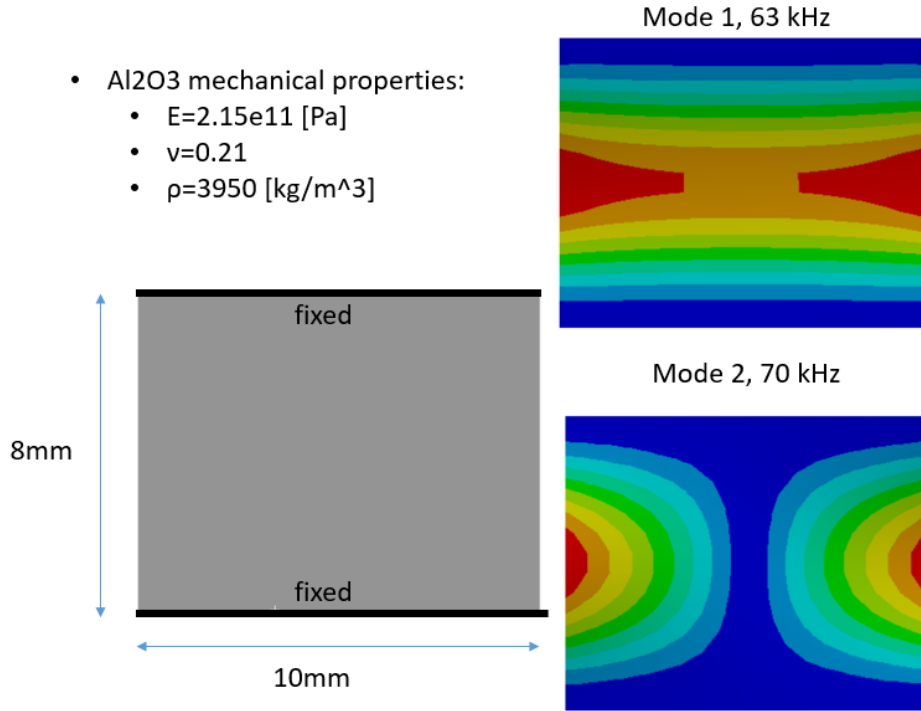 Mode 1, 63 kHz
• Al2O3 mechanical properties:
• E=2.15e11 [Pa]
• ν=0.21
• ρ=3950 [kg/m^3]
fixed
Mode 2, 70 kHz
8mm
fixed
10mm